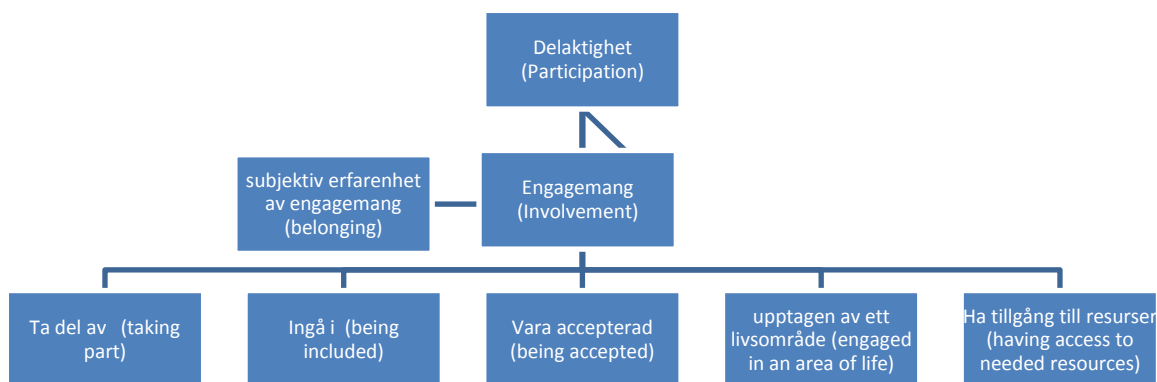 Delaktighet
(Participation)
subjektiv erfarenhet
av engagemang
(belonging)
Engagemang
(Involvement)
Ta del av (taking
part)
Ingå i (being
included)
Vara accepterad
(being accepted)
upptagen av ett
livsområde (engaged
in an area of life)
Ha tillgång till resurser
(having access to
needed resources)